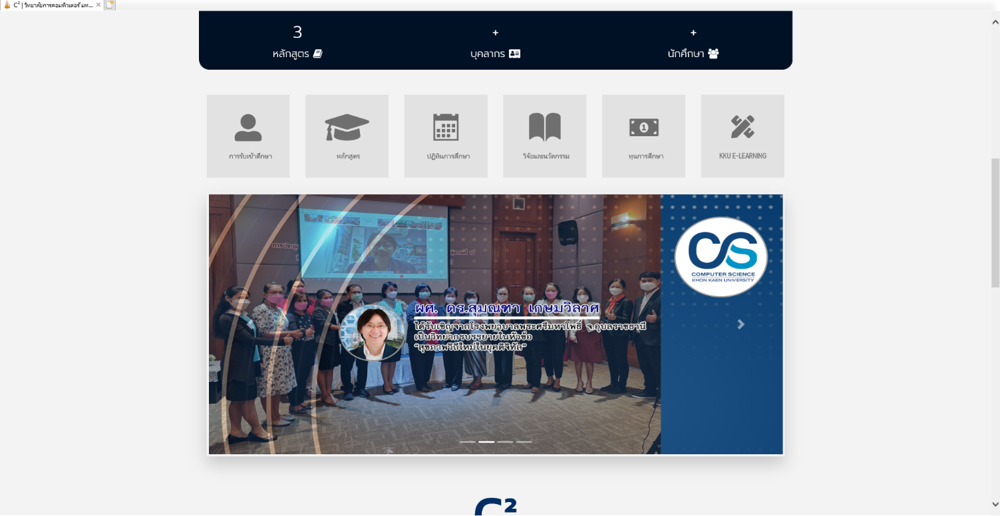 C² | วิทยาลัยการคอมพิวเตอร์ มห...
3
+
+
หลักสูตร
บุคลากร
นักศึกษา
การรับเข้าศึกษา
หลักสูตร
ปฏิทินการศึกษา
วิจัยและนวัตกรรม
ทุนการศึกษา
KKU E-LEARNING
CS
COMPUTER SCIENCE
KHON KAEN UNIVERSITY
ผศ. ดร.สุมณฑา เกษมวิลาศ
ได้รับเชิญจากโรงพยาบาลพระศรีมหาโพธิ์ จ.อุบลราชธานี
เป็นวิทยากรบรรยายในหัวข้อ
"สุขภาพวิถีใหม่ในยุคดิจิทัล"
C²